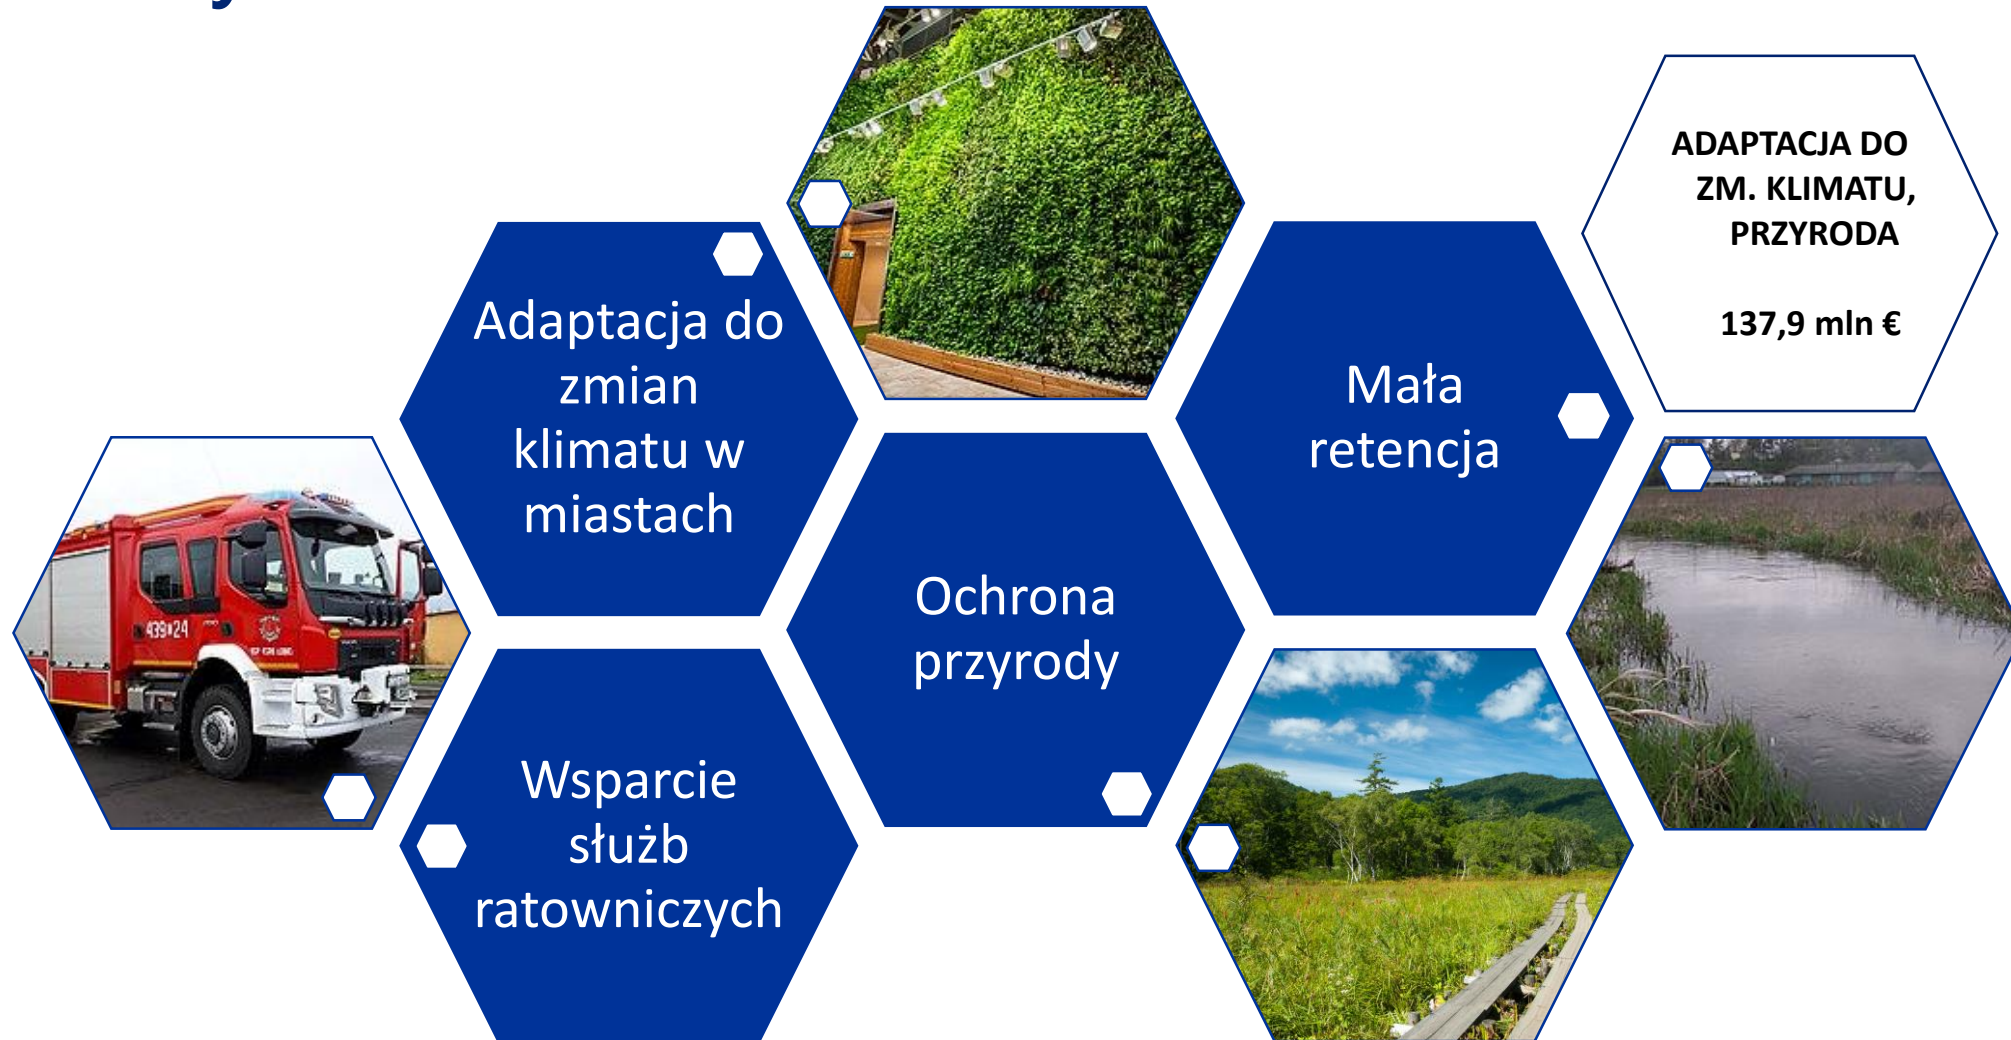 Adaptacja do
zmian
klimatu w
miastach
Wsparcie
służb
ratowniczych
Ochrona
przyrody
Mała
retencja
ADAPTACJA DO
ZM. KLIMATU,
PRZYRODA
137,9 mln €